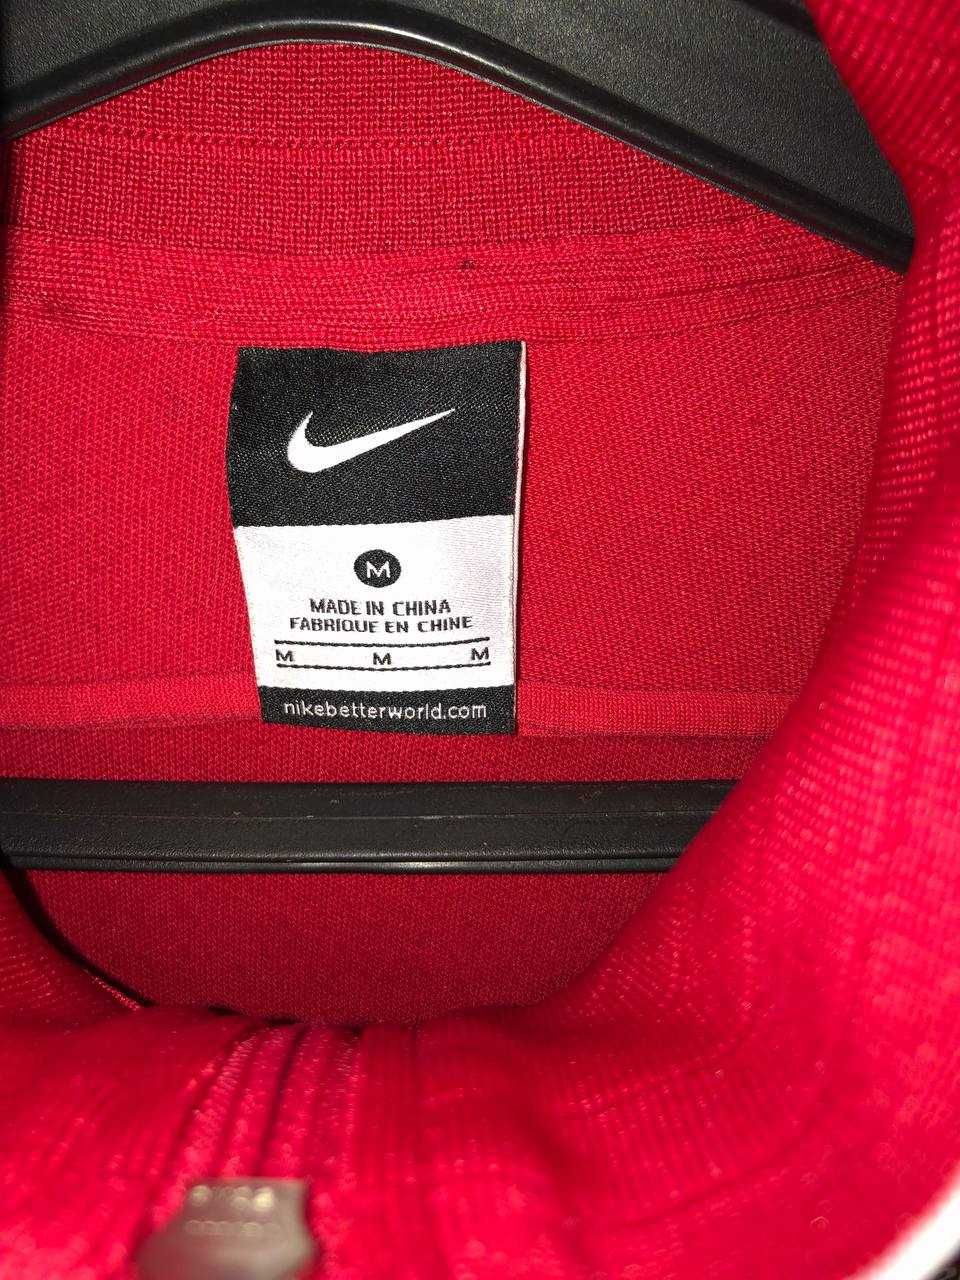 M
MADE IN CHINA
FABRIQUE EN CHINE
M M M
nikebetterworld.com